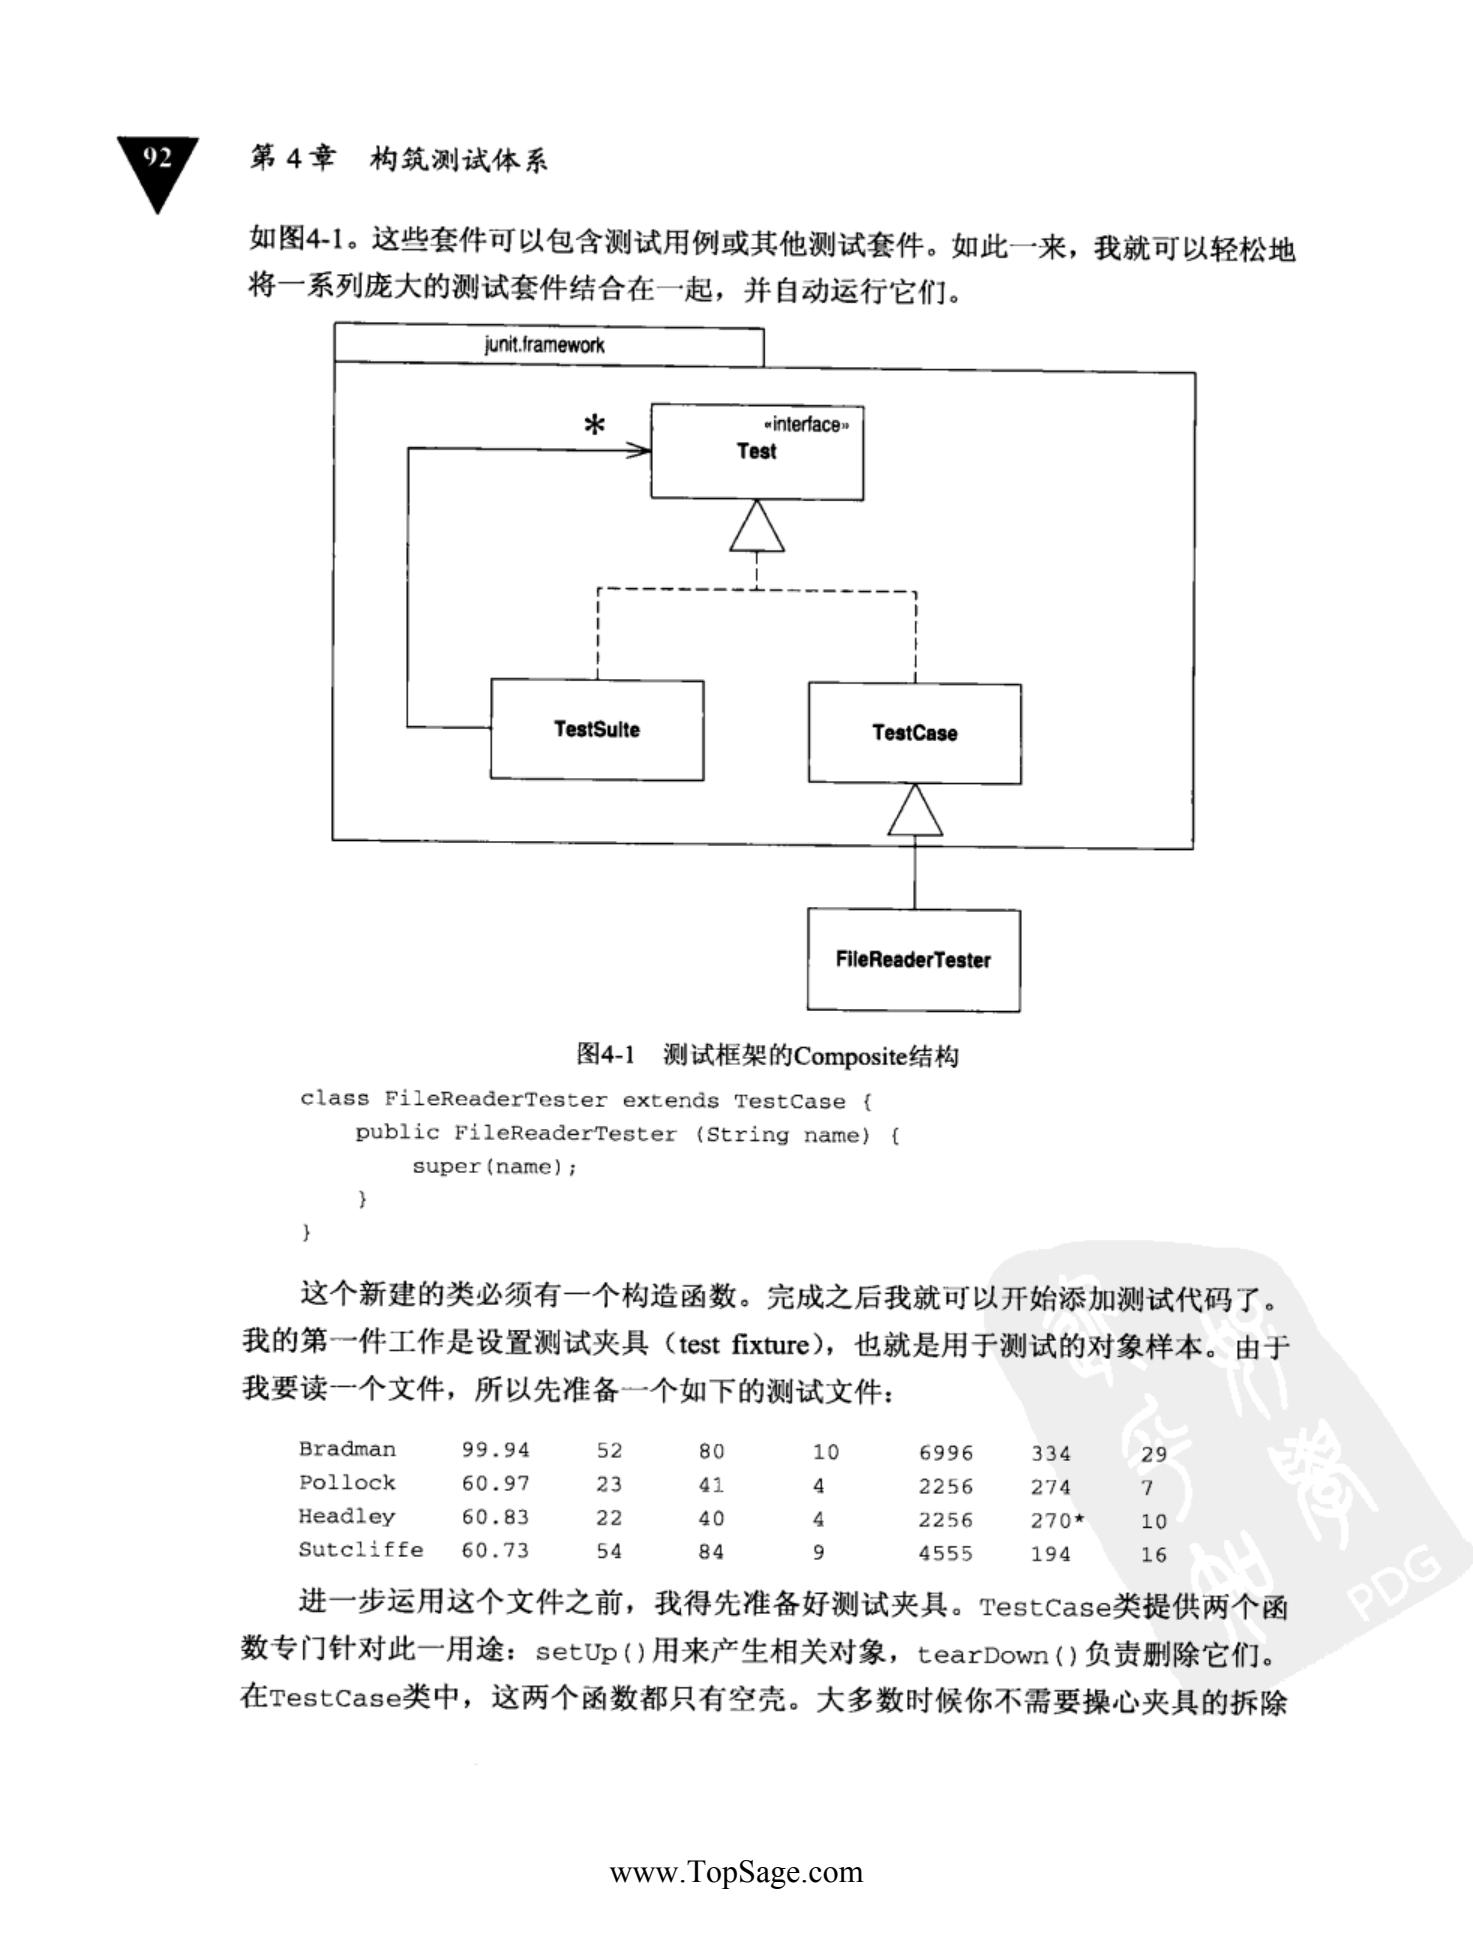 92
第4章 构筑测试体系
如图4-1。这些套件可以包含测试用例或其他测试套件。如此一来，我就可以轻松地
将一系列庞大的测试套件结合在一起，并自动运行它们。
junit.framework
*
«interface»
Test
TestSuite
TestCase
FileReaderTester
图4-1 测试框架的Composite结构
class FileReaderTester extends TestCase {
    public FileReaderTester (String name) {
        super(name);
    }
}
这个新建的类必须有一个构造函数。完成之后我就可以开始添加测试代码了。
我的第一件工作是设置测试夹具（test fixture），也就是用于测试的对象样本。由于
我要读一个文件，所以先准备一个如下的测试文件：
Bradman 99.94 52 80 10 6996 334 29
Pollock 60.97 23 41 4 2256 274 7
Headley 60.83 22 40 4 2256 270* 10
Sutcliffe 60.73 54 84 9 4555 194 16
进一步运用这个文件之前，我得先准备好测试夹具。TestCase类提供两个函
数专门针对此一用途：setUp()用来产生相关对象，tearDown()负责删除它们。
在TestCase类中，这两个函数都只有空壳。大多数时候你不需要操心夹具的拆除
PDG
www.TopSage.com